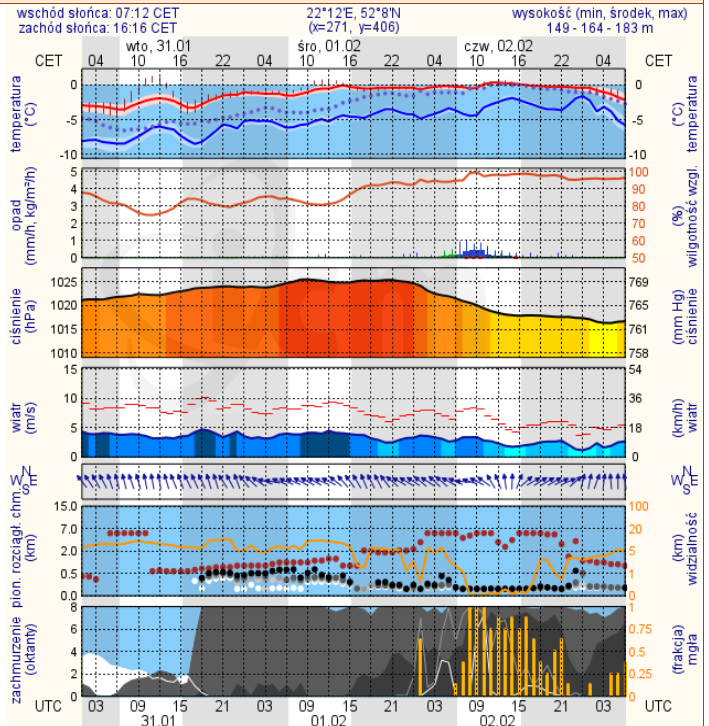 wschód słońca: 07:12 CET
22°12'E, 52°8'N
wysokość (min, środek, max)
zachód słońca: 16:16 CET
(x=271, y=406)
149 - 164 - 183 m
wto, 31.01
śro, 01.02
czw, 02.02
CET
04 10 16 22 04 10 16 22 04 10 16 22 04
CET
temperatura
(°C)
0
-5
-10
0
-5
-10
temperatura
(°C)
opad
(mm/h, kg/m²/h)
5
4
3
2
1
0
100
90
80
70
60
50
(%)
wilgotność wzgl.
ciśnienie
(hPa)
1025
1020
1015
1010
769
765
761
758
(mm Hg)
ciśnienie
wiatr
(m/s)
15
10
5
0
54
36
18
0
(km/h)
wiatr
N
W E
S
N
W E
S
pion. rozciągł. chm.
(km)
15.0
7.0
2.0
0.5
0.0
100
20
5
1
0
(km)
widzialność
zachmurzenie
(oktanty)
8
6
4
2
0
1
0.75
0.5
0.25
0
(frakcja)
mgła
UTC
03 09 15 21 03 09 15 21 03 09 15 21 03
UTC
31.01
01.02
02.02